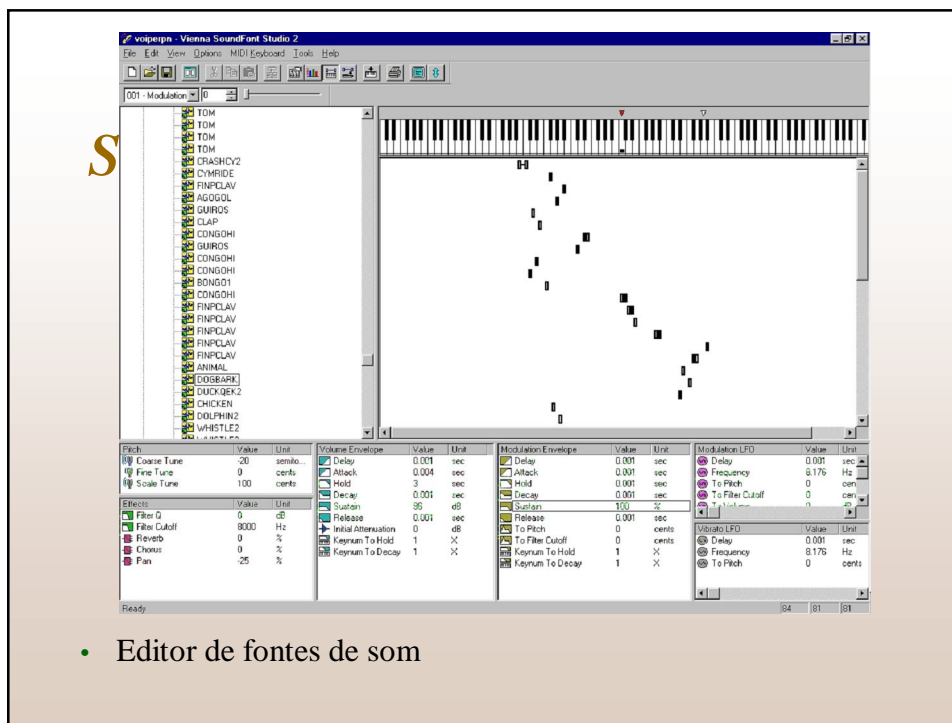 voiperpn - Vienna SoundFont Studio 2
File Edit View Options MIDI Keyboard Tools Help
001 - Modulation 0
S
TOM
TOM
TOM
TOM
CRASHCY2
CYMRIDE
FINPCLAV
AGOGOL
GUIROS
CLAP
CONGOHI
GUIROS
CONGOHI
CONGOHI
BONGO1
CONGOHI
FINPCLAV
FINPCLAV
FINPCLAV
FINPCLAV
FINPCLAV
ANIMAL
DOGBARK
DUCKQEK2
CHICKEN
DOLPHIN2
WHISTLE2
Pitch Value Unit
Coarse Tune -20 semito...
Fine Tune 0 cents
Scale Tune 100 cents
Effects Value Unit
Filter Q 0 dB
Filter Cutoff 8000 Hz
Reverb 0 %
Chorus 0 %
Pan -25 %
Volume Envelope Value Unit
Delay 0.001 sec
Attack 0.004 sec
Hold 3 sec
Decay 0.001 sec
Sustain 96 dB
Release 0.001 sec
Initial Attenuation 0 dB
Keynum To Hold 1 X
Keynum To Decay 1 X
Modulation Envelope Value Unit
Delay 0.001 sec
Attack 0.001 sec
Hold 0.001 sec
Decay 0.001 sec
Sustain 100 %
Release 0.001 sec
To Pitch 0 cents
To Filter Cutoff 0 cents
Keynum To Hold 1 X
Keynum To Decay 1 X
Modulation LFO Value Unit
Delay 0.001 sec
Frequency 8.176 Hz
To Pitch 0 cen
To Filter Cutoff 0 cen
Vibrato LFO Value Unit
Delay 0.001 sec
Frequency 8.176 Hz
To Pitch 0 cents
Ready 84 81 81
• Editor de fontes de som